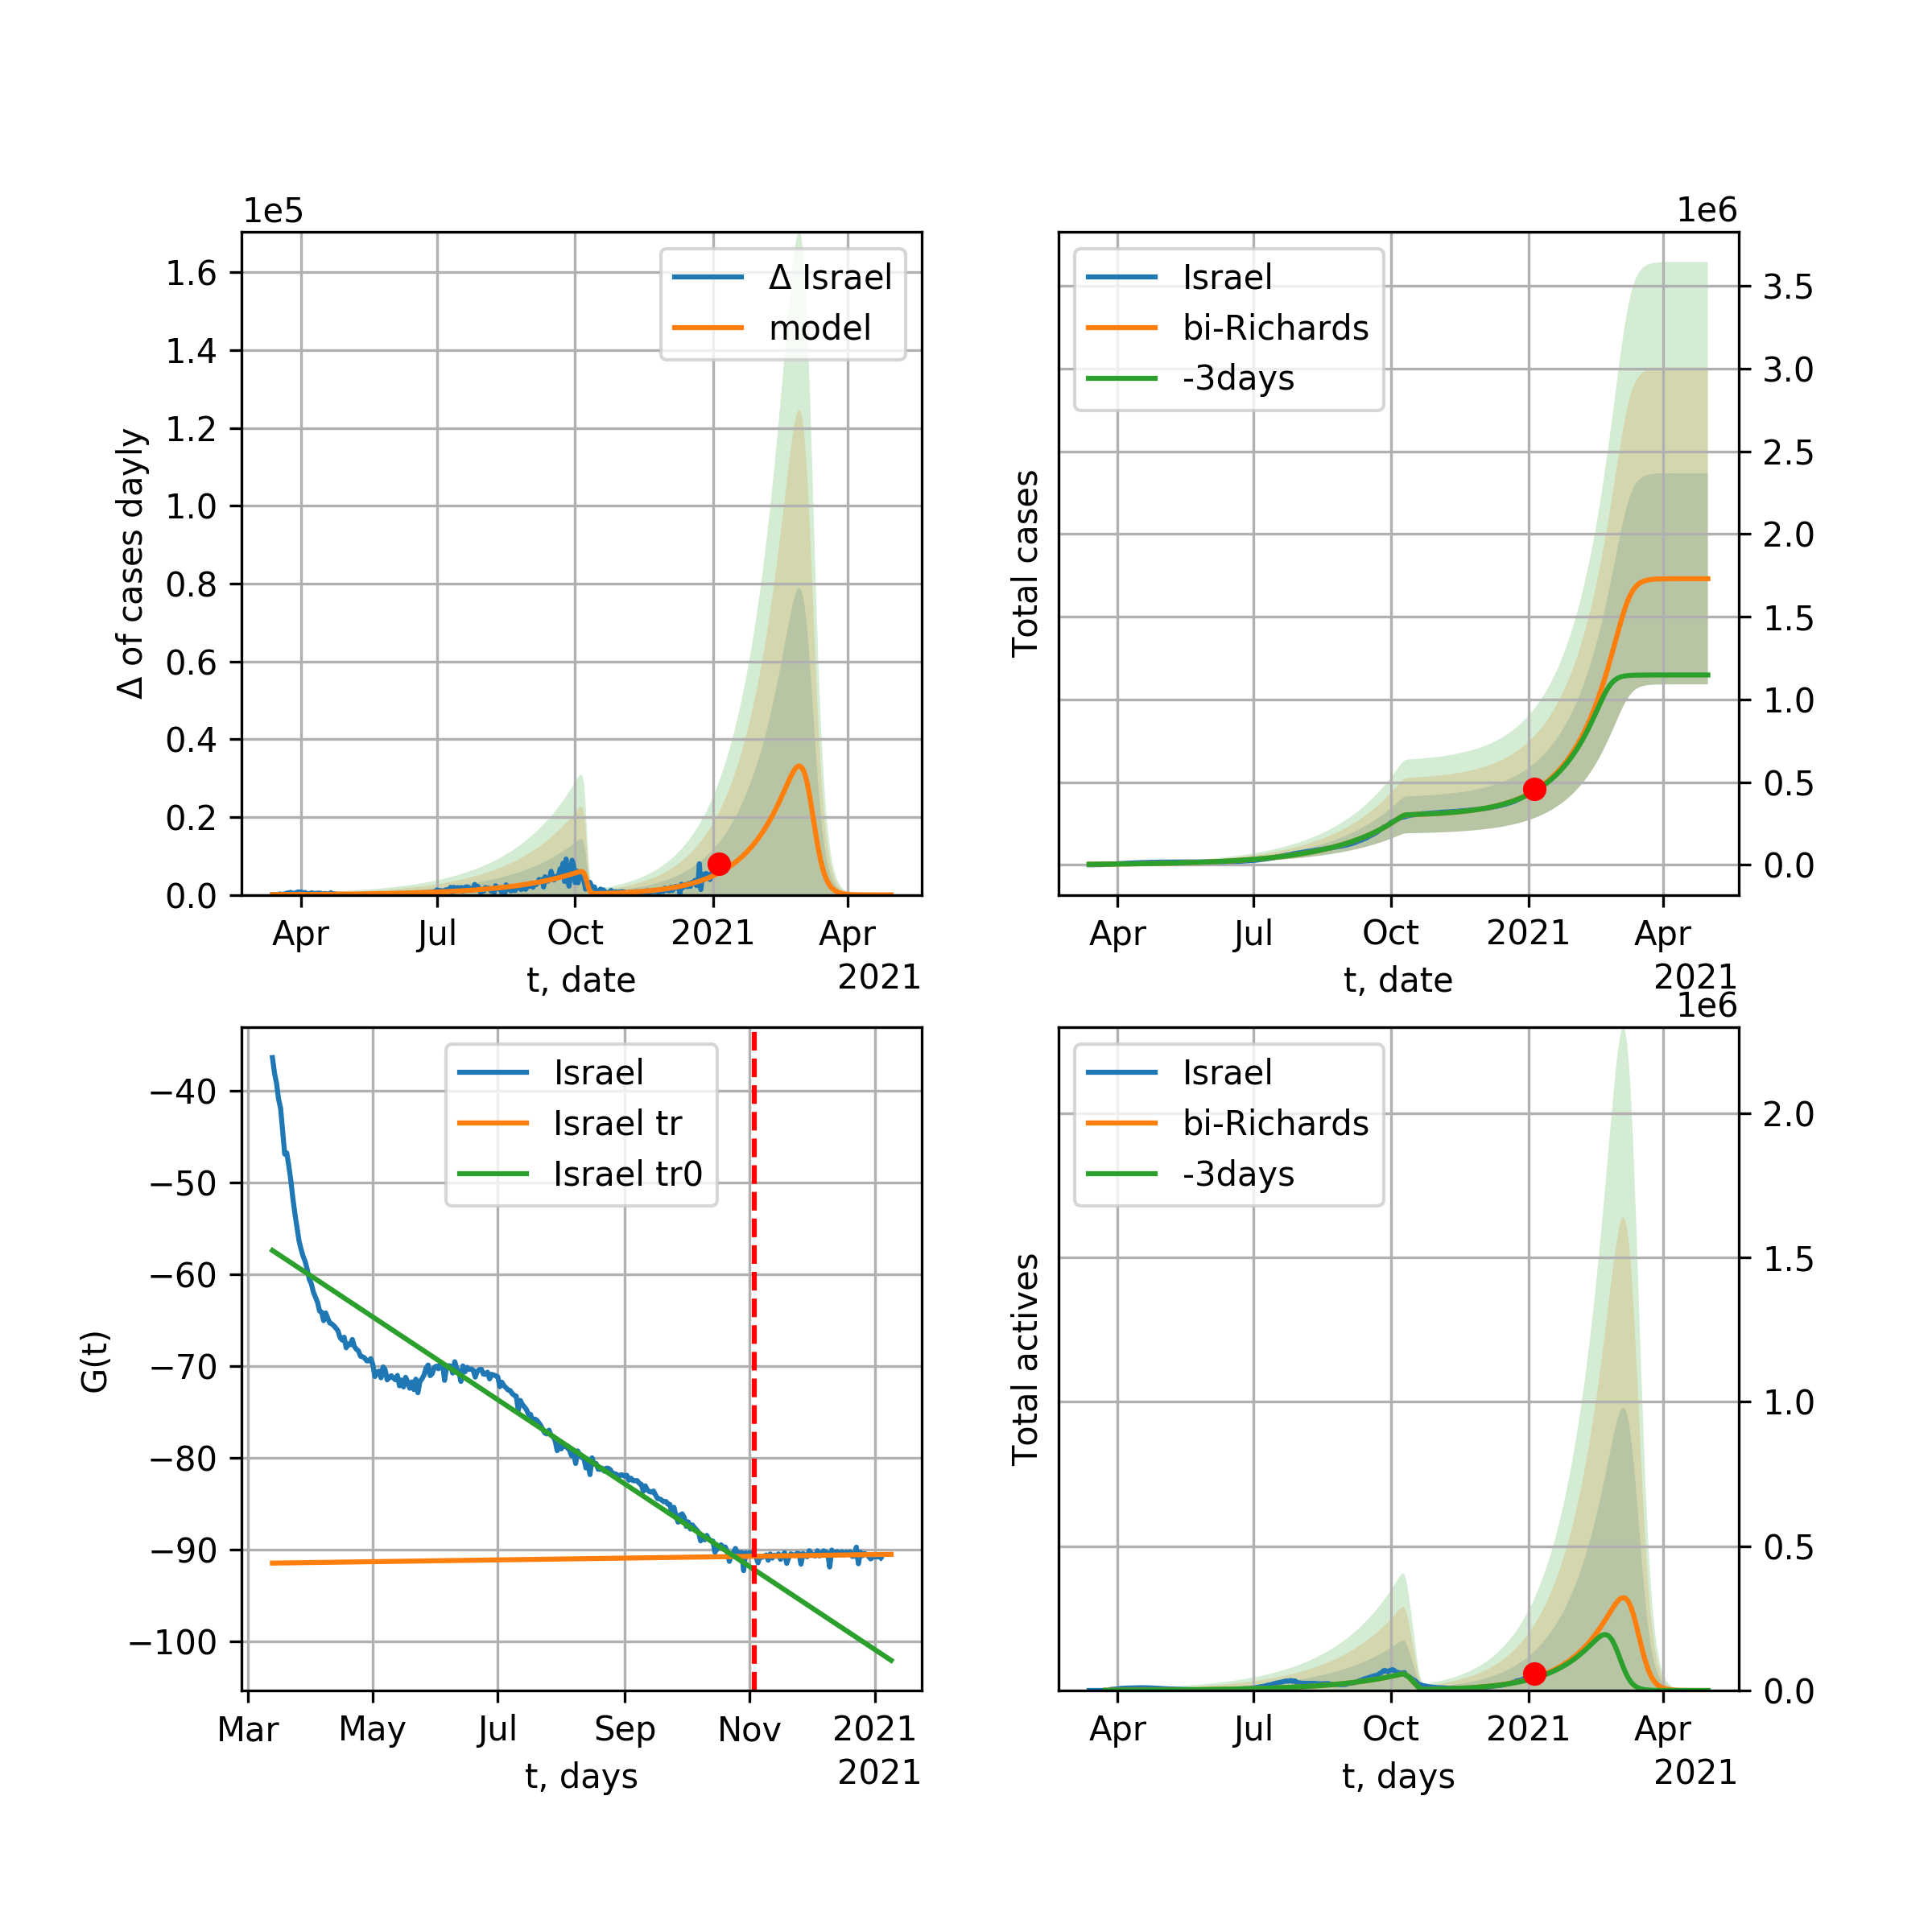 1e5
Δ of cases dayly
1.6
1.4
1.2
1.0
0.8
0.6
0.4
0.2
0.0
Δ Israel
model
Apr Jul Oct 2021 Apr
t, date
2021
1e6
Total cases
Israel
bi-Richards
-3days
3.5
3.0
2.5
2.0
1.5
1.0
0.5
0.0
Apr Jul Oct 2021 Apr
t, date
2021
G(t)
−40
−50
−60
−70
−80
−90
−100
Israel
Israel tr
Israel tr0
Mar May Jul Sep Nov 2021
t, days
2021
1e6
Total actives
Israel
bi-Richards
-3days
2.0
1.5
1.0
0.5
0.0
Apr Jul Oct 2021 Apr
t, days
2021